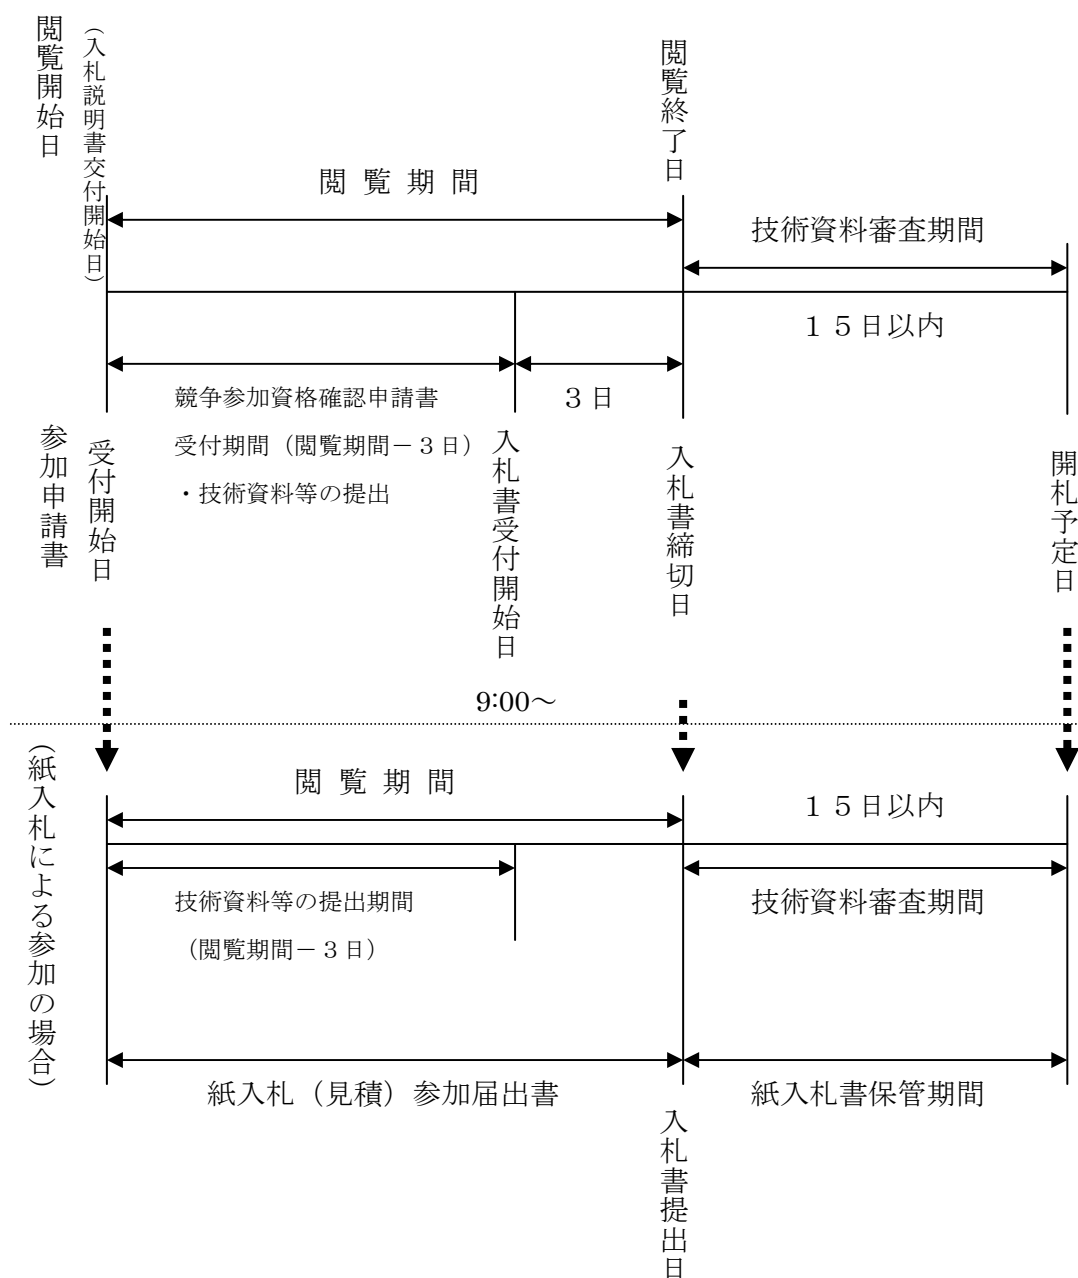 閲覧開始日
（入札説明書交付開始日）
閲覧終了日
閲 覧 期 間
技術資料審査期間
１５日以内
競争参加資格確認申請書
受付期間（閲覧期間－３日）
・技術資料等の提出
３日
参加申請書
受付開始日
入札書受付開始日
入札書締切日
開札予定日
9:00～
（紙入札による参加の場合）
閲 覧 期 間
１５日以内
技術資料等の提出期間
（閲覧期間－３日）
技術資料審査期間
紙入札（見積）参加届出書
紙入札書保管期間
入札書提出日